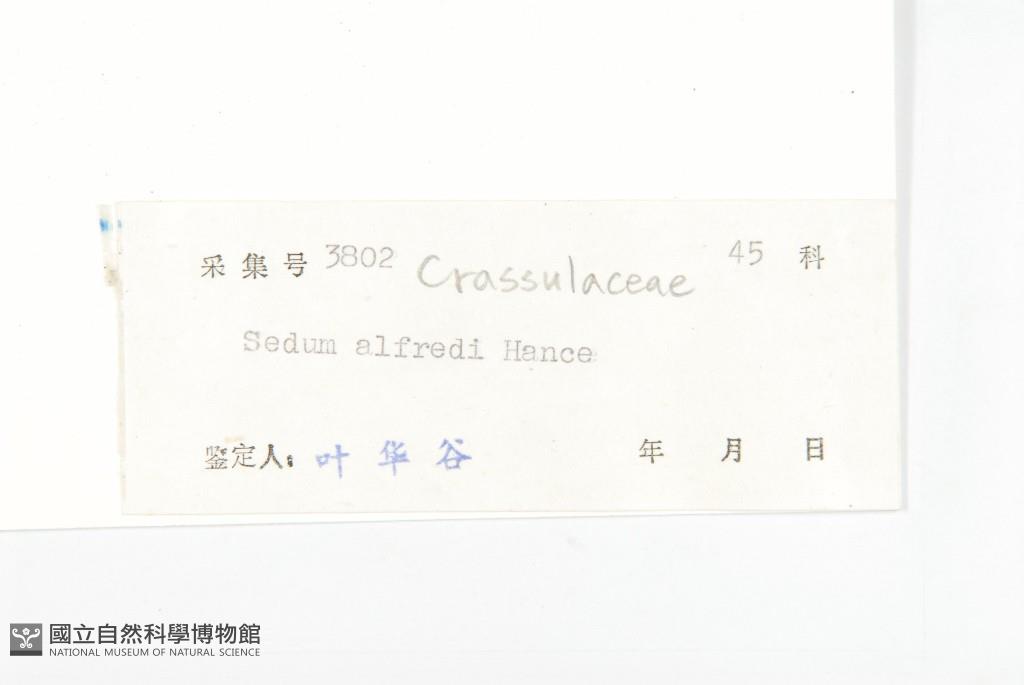 采集号 3802 Crassulaceae 45 科
Sedum alfredi Hance
鉴定人: 叶华谷 年 月 日
國立自然科學博物館
NATIONAL MUSEUM OF NATURAL SCIENCE